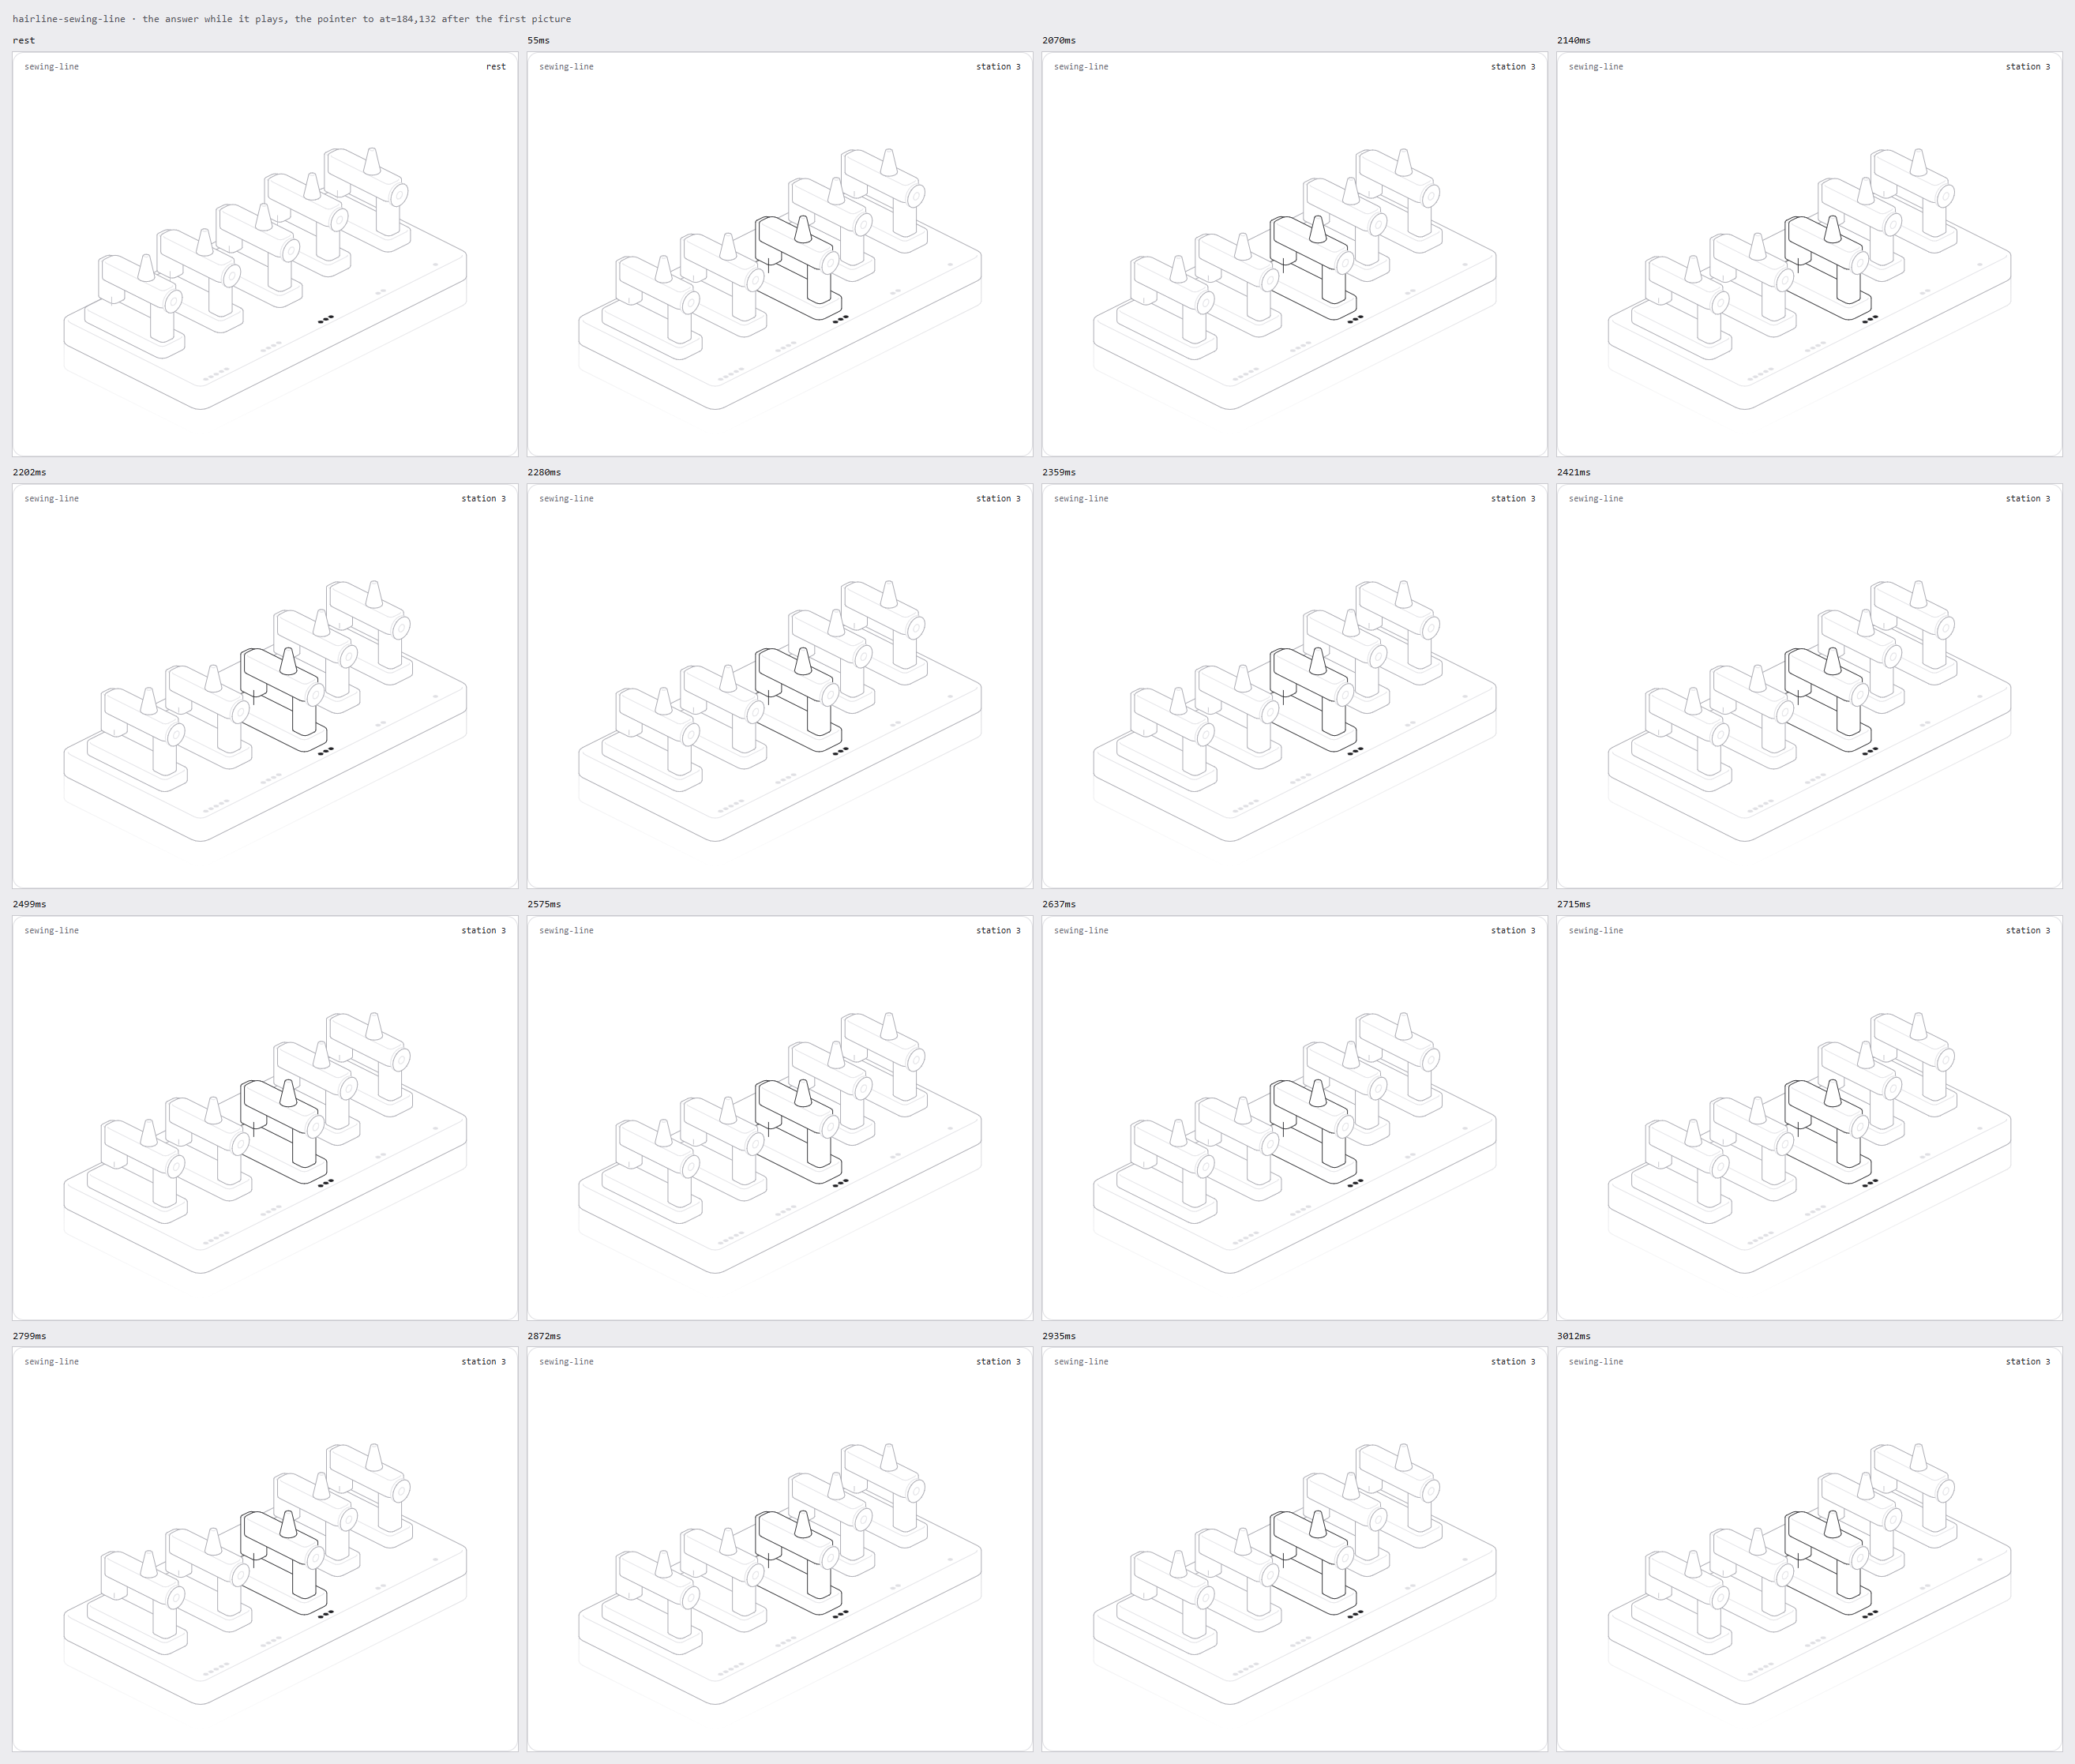 hairline-sewing-line · the answer while it plays, the pointer to at=184,132 after the first picture
rest
55ms
2070ms
2140ms
sewing-line
rest
sewing-line
station 3
sewing-line
station 3
sewing-line
station 3
2202ms
2280ms
2359ms
2421ms
sewing-line
station 3
sewing-line
station 3
sewing-line
station 3
sewing-line
station 3
2499ms
2575ms
2637ms
2715ms
sewing-line
station 3
sewing-line
station 3
sewing-line
station 3
sewing-line
station 3
2799ms
2872ms
2935ms
3012ms
sewing-line
station 3
sewing-line
station 3
sewing-line
station 3
sewing-line
station 3